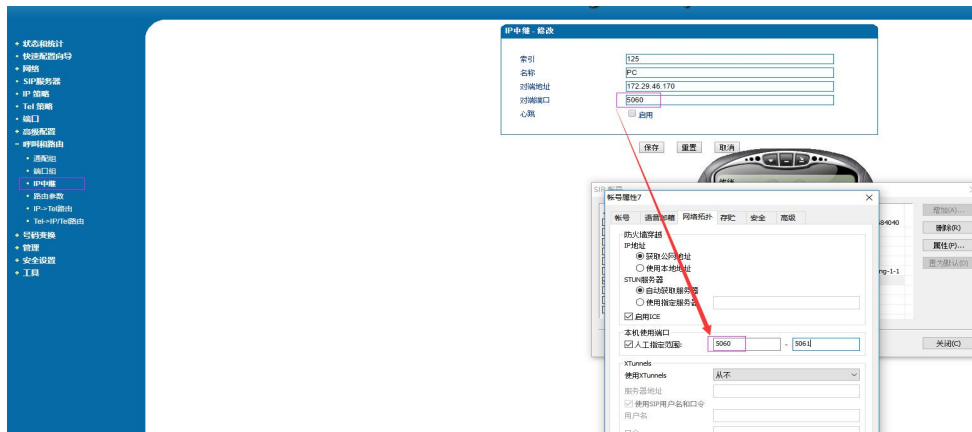 IP中继 - 修改
+ 状态和统计
• 快速配置向导
+ 网络
• SIP服务器
+ IP 策略
+ Tel 策略
• 端口
+ 高级配置
- 呼叫和路由
• 通配组
• 端口组
• IP中继
• 路由参数
• IP->Tel路由
• Tel->IP/Tel路由
+ 号码变换
+ 管理
+ 安全设置
+ 工具
索引 125
名称 PC
对端地址 172.29.46.170
对端端口 5060
心跳 启用
保存 重置 取消
帐号属性7
帐号 语音邮箱 网络拓扑 存贮 安全 高级
防火墙穿越
IP地址
获取公网地址
使用本地地址
STUN服务器
自动获取服务器
使用指定服务器
启用ICE
本机使用端口
人工指定范围: 5060 - 5061
XTunnels
使用XTunnels 从不
服务器地址
使用SIP用户名和口令
用户名
84040
ng-1-1
增加(A)...
删除(R)
属性(P)...
置为默认(D)
关闭(C)